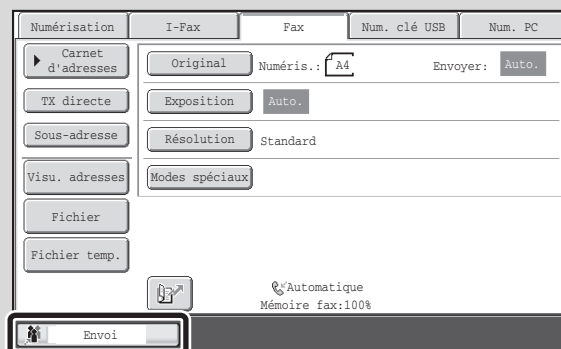 Numérisation I-Fax Fax Num. clé USB Num. PC
Carnet
d'adresses
Original Numéris.: A4 Envoyer: Auto.
TX directe
Exposition Auto.
Sous-adresse
Résolution Standard
Visu. adresses
Modes spéciaux
Fichier
Fichier temp.
Automatique
Mémoire fax:100%
Envoi